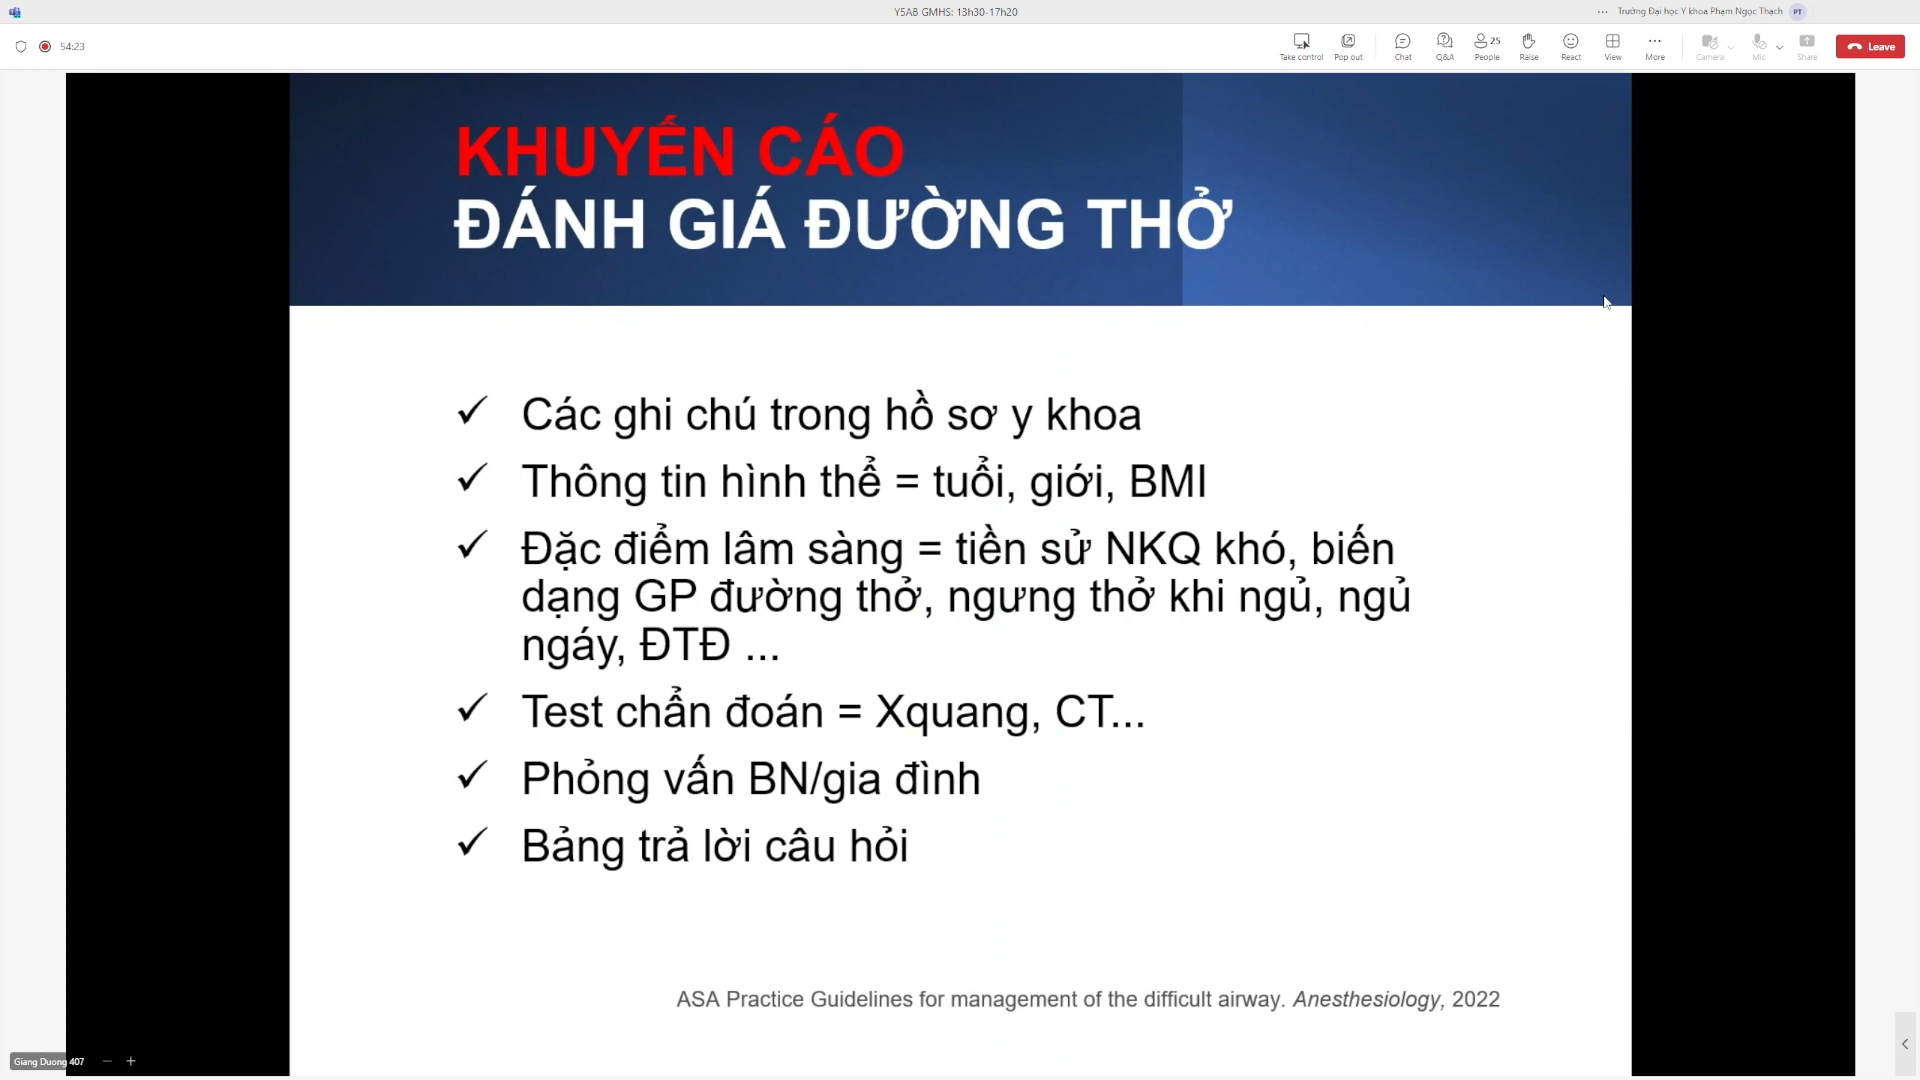 Y5AB GMHS: 13h30-17h20
Trường Đại học Y khoa Phạm Ngọc Thạch PT
54:23
Take control
Pop out
Chat
Q&A
25
People
Raise
React
View
More
Camera
Mic
Share
Leave
KHUYẾN CÁO
ĐÁNH GIÁ ĐƯỜNG THỞ
✓ Các ghi chú trong hồ sơ y khoa
✓ Thông tin hình thể = tuổi, giới, BMI
✓ Đặc điểm lâm sàng = tiền sử NKQ khó, biến
dạng GP đường thở, ngưng thở khi ngủ, ngủ
ngáy, ĐTĐ ...
✓ Test chẩn đoán = Xquang, CT...
✓ Phỏng vấn BN/gia đình
✓ Bảng trả lời câu hỏi
ASA Practice Guidelines for management of the difficult airway. Anesthesiology, 2022
Giang Duong 407